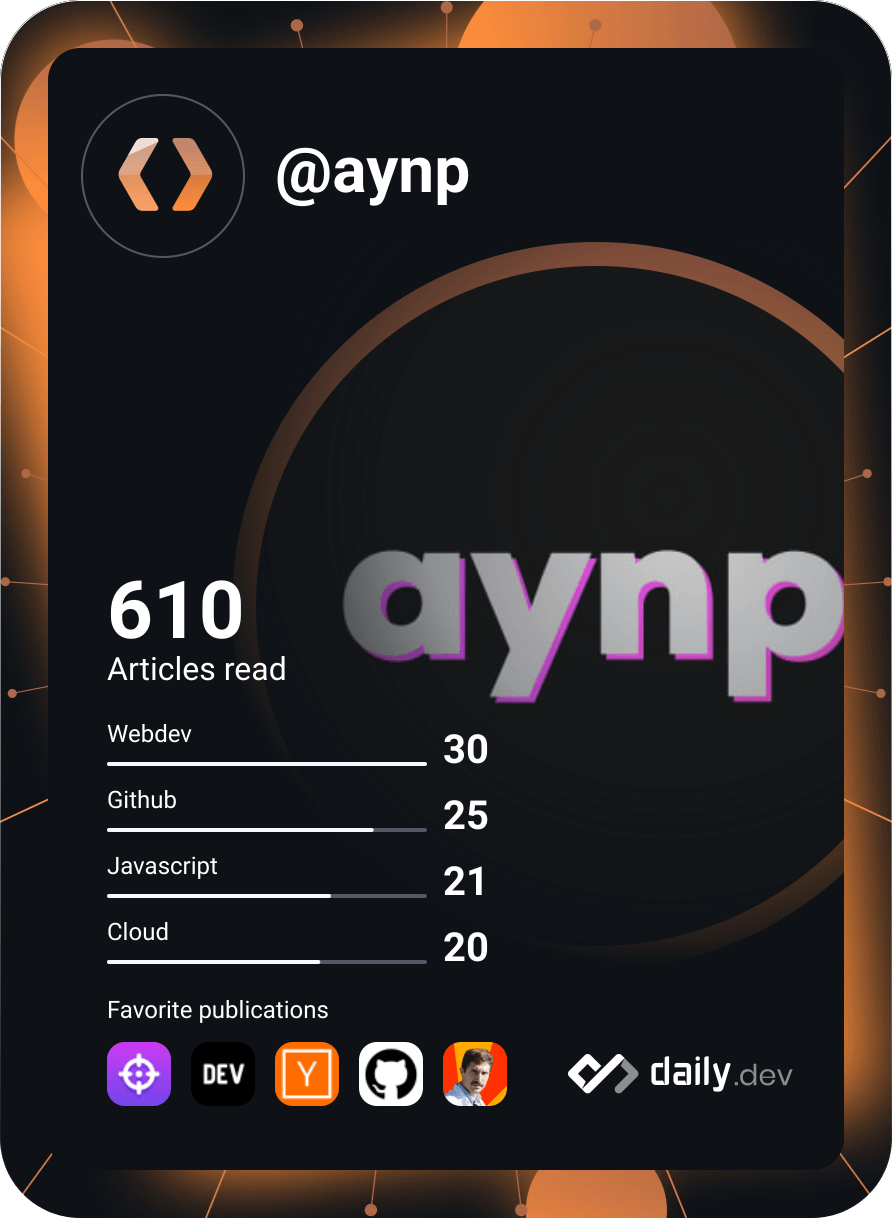 @aynp
aynp
610
Articles read
Webdev
30
Github
25
Javascript
21
Cloud
20
Favorite publications
DEV
Y
daily.dev